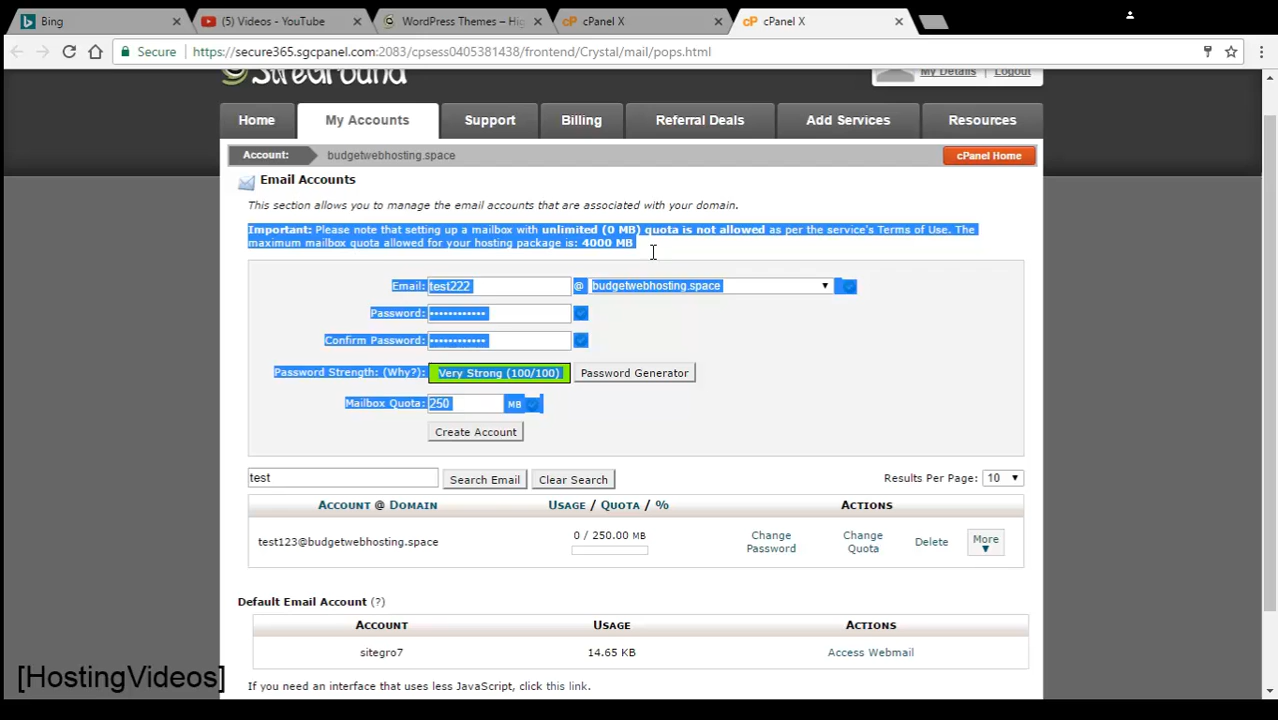 Bing
(5) Videos - YouTube
WordPress Themes – Hig
cP cPanel X
cP cPanel X
Secure https://secure365.sgcpanel.com:2083/cpsess0405381438/frontend/Crystal/mail/pops.html
SiteGround
My Details | Logout
Home My Accounts Support Billing Referral Deals Add Services Resources
Account: budgetwebhosting.space cPanel Home
Email Accounts
This section allows you to manage the email accounts that are associated with your domain.
Important: Please note that setting up a mailbox with unlimited (0 MB) quota is not allowed as per the service's Terms of Use. The
maximum mailbox quota allowed for your hosting package is: 4000 MB
Email: test222 @ budgetwebhosting.space
Password: ••••••••••••
Confirm Password: ••••••••••••
Password Strength: (Why?): Very Strong (100/100) Password Generator
Mailbox Quota: 250 MB
Create Account
test Search Email Clear Search Results Per Page: 10
ACCOUNT @ DOMAIN USAGE / QUOTA / % ACTIONS
test123@budgetwebhosting.space 0 / 250.00 MB Change Password Change Quota Delete More
Default Email Account (?)
ACCOUNT USAGE ACTIONS
sitegro7 14.65 KB Access Webmail
If you need an interface that uses less JavaScript, click this link.
[HostingVideos]